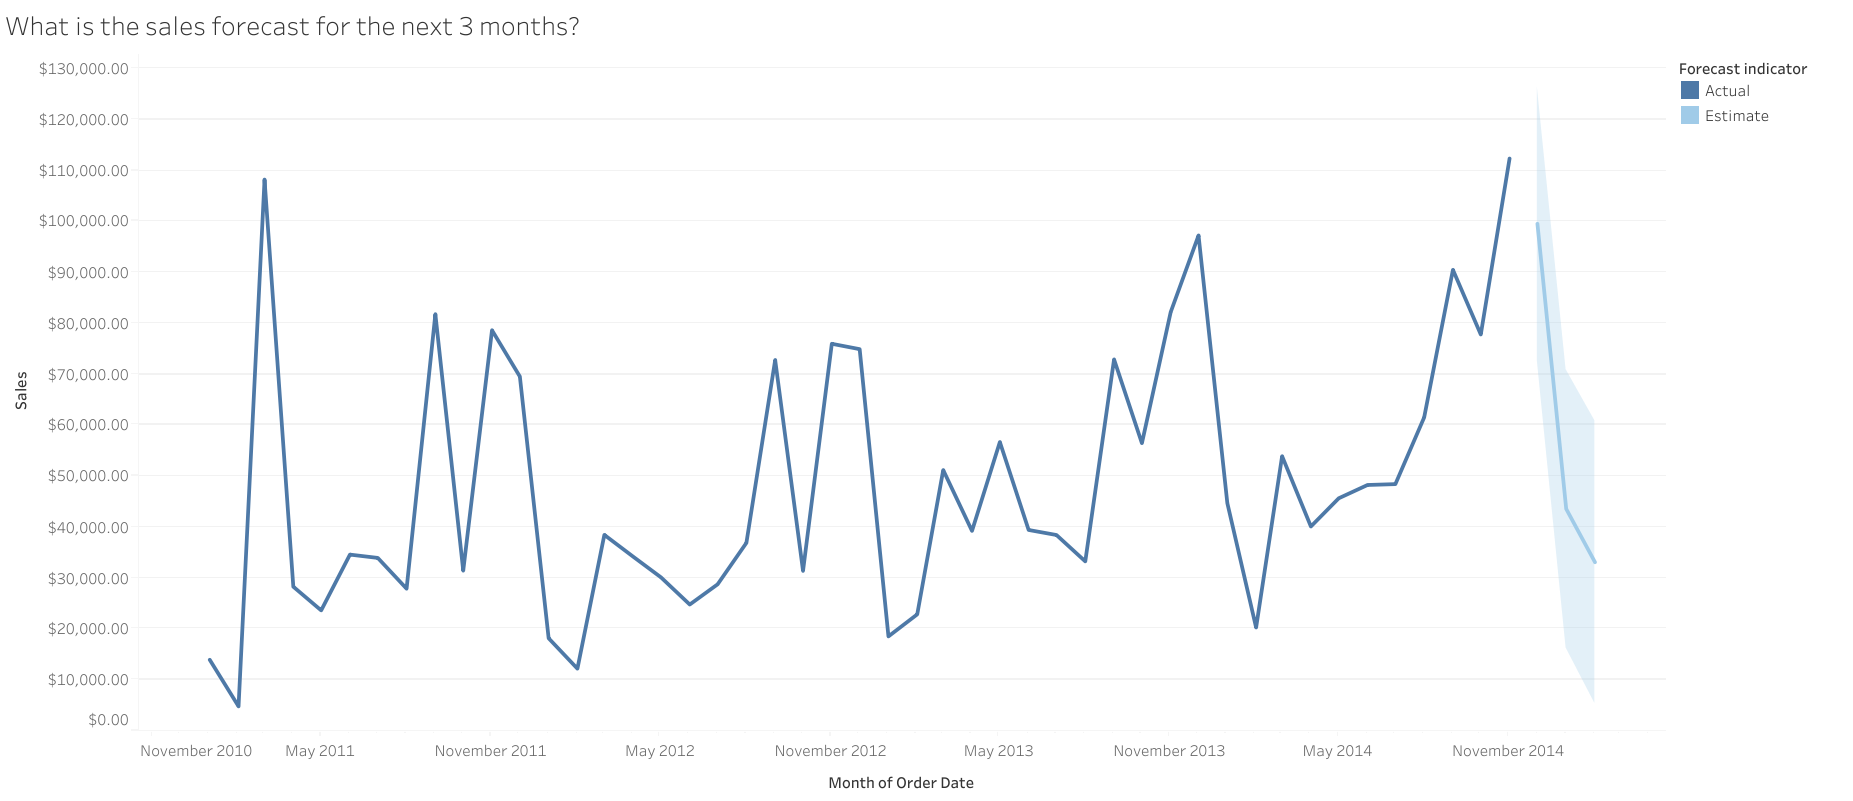 What is the sales forecast for the next 3 months?
$130,000.00
$120,000.00
$110,000.00
$100,000.00
$90,000.00
$80,000.00
$70,000.00
$60,000.00
$50,000.00
$40,000.00
$30,000.00
$20,000.00
$10,000.00
$0.00
Sales
November 2010
May 2011
November 2011
May 2012
November 2012
May 2013
November 2013
May 2014
November 2014
Month of Order Date
Forecast indicator
Actual
Estimate